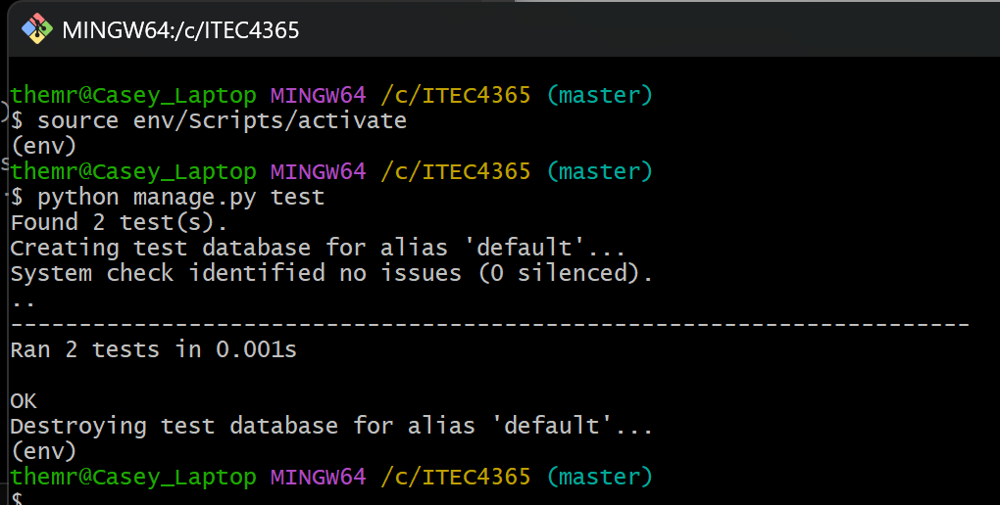 MINGW64:/c/ITEC4365
themr@Casey_Laptop MINGW64 /c/ITEC4365 (master)
$ source env/Scripts/activate
(env)
themr@Casey_Laptop MINGW64 /c/ITEC4365 (master)
$ python manage.py test
Found 2 test(s).
Creating test database for alias 'default'...
System check identified no issues (0 silenced).
..
----------------------------------------------------------------------
Ran 2 tests in 0.001s
OK
Destroying test database for alias 'default'...
(env)
themr@Casey_Laptop MINGW64 /c/ITEC4365 (master)
$